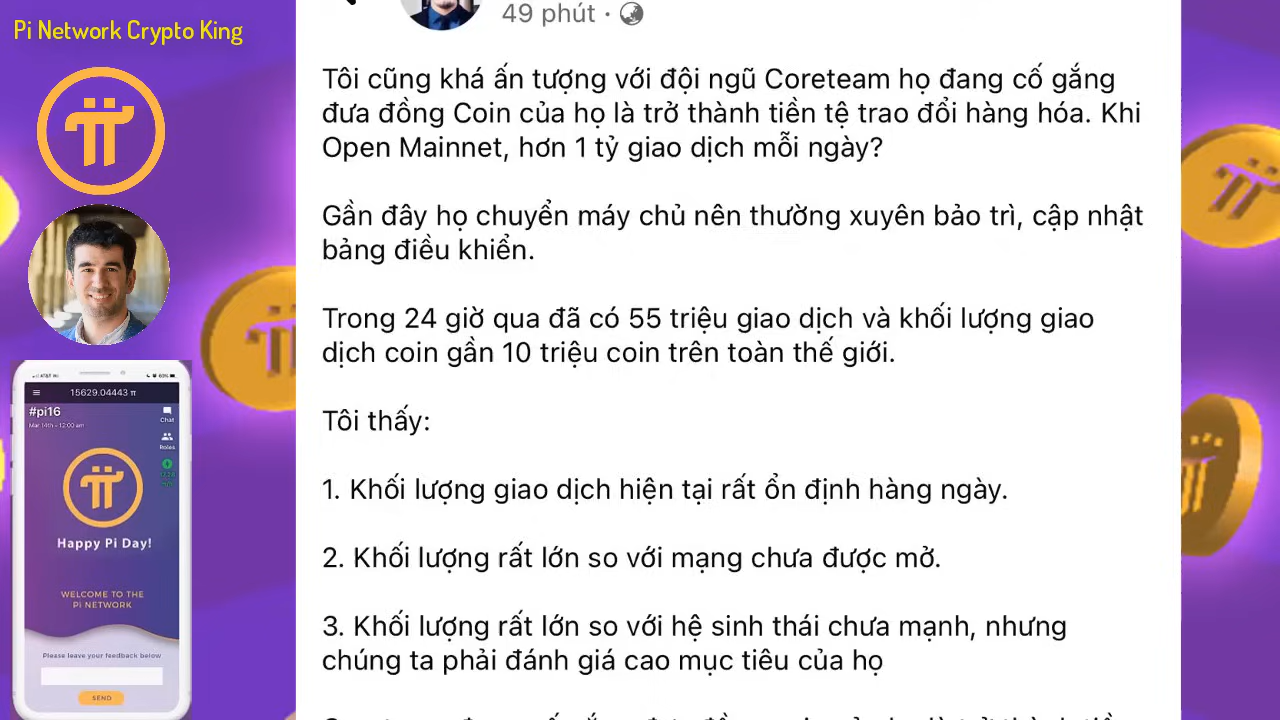 Pi Network Crypto King
49 phút ·
Tôi cũng khá ấn tượng với đội ngũ Coreteam họ đang cố gắng
đưa đồng Coin của họ là trở thành tiền tệ trao đổi hàng hóa. Khi
Open Mainnet, hơn 1 tỷ giao dịch mỗi ngày?
Gần đây họ chuyển máy chủ nên thường xuyên bảo trì, cập nhật
bảng điều khiển.
Trong 24 giờ qua đã có 55 triệu giao dịch và khối lượng giao
dịch coin gần 10 triệu coin trên toàn thế giới.
Tôi thấy:
1. Khối lượng giao dịch hiện tại rất ổn định hàng ngày.
2. Khối lượng rất lớn so với mạng chưa được mở.
3. Khối lượng rất lớn so với hệ sinh thái chưa mạnh, nhưng
chúng ta phải đánh giá cao mục tiêu của họ
15629.04443 π
#pi16
Mar 14th - 12:00 am
Chat
Roles
Happy Pi Day!
WELCOME TO THE
Pi NETWORK
Please leave your feedback below
SEND